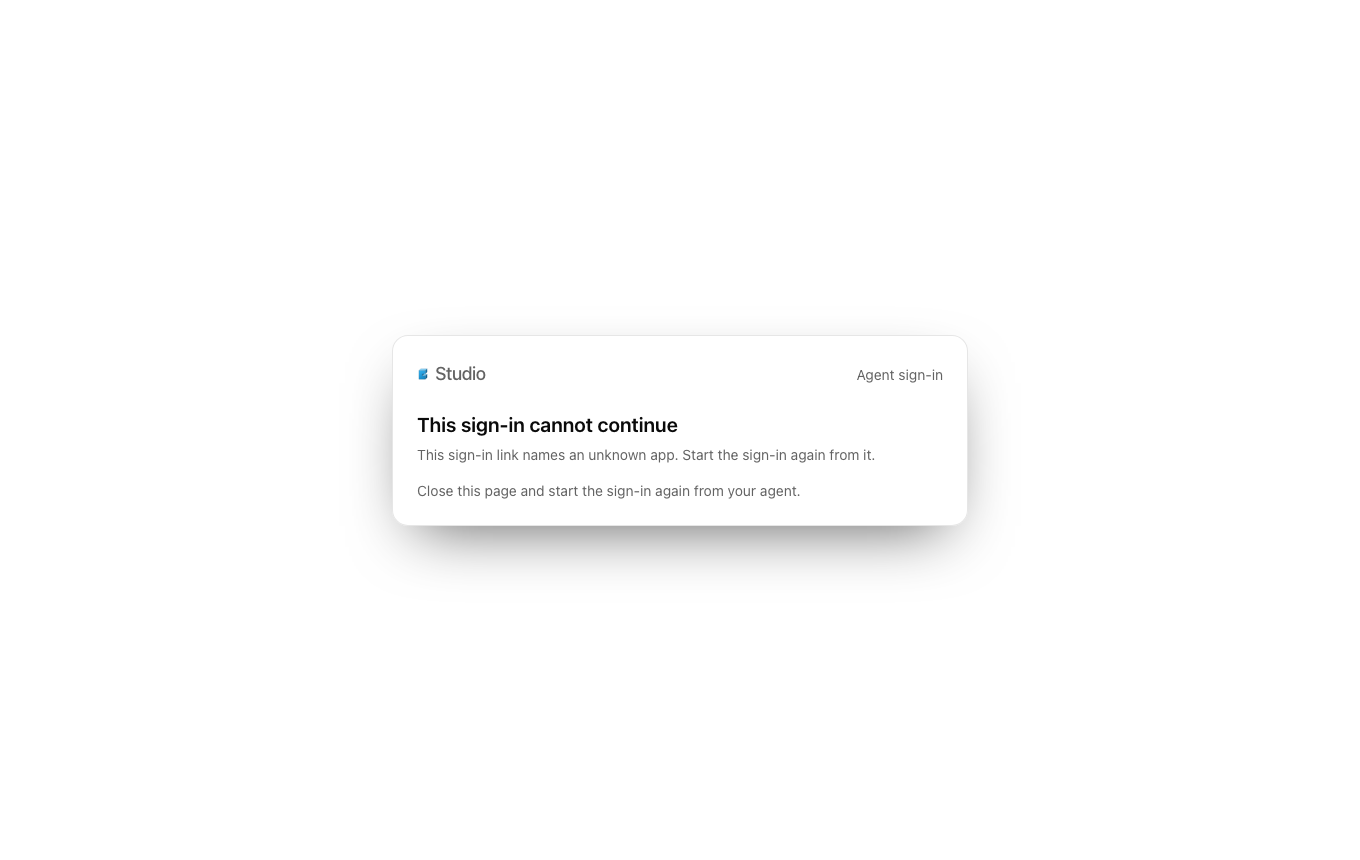 Studio
Agent sign-in
This sign-in cannot continue
This sign-in link names an unknown app. Start the sign-in again from it.
Close this page and start the sign-in again from your agent.